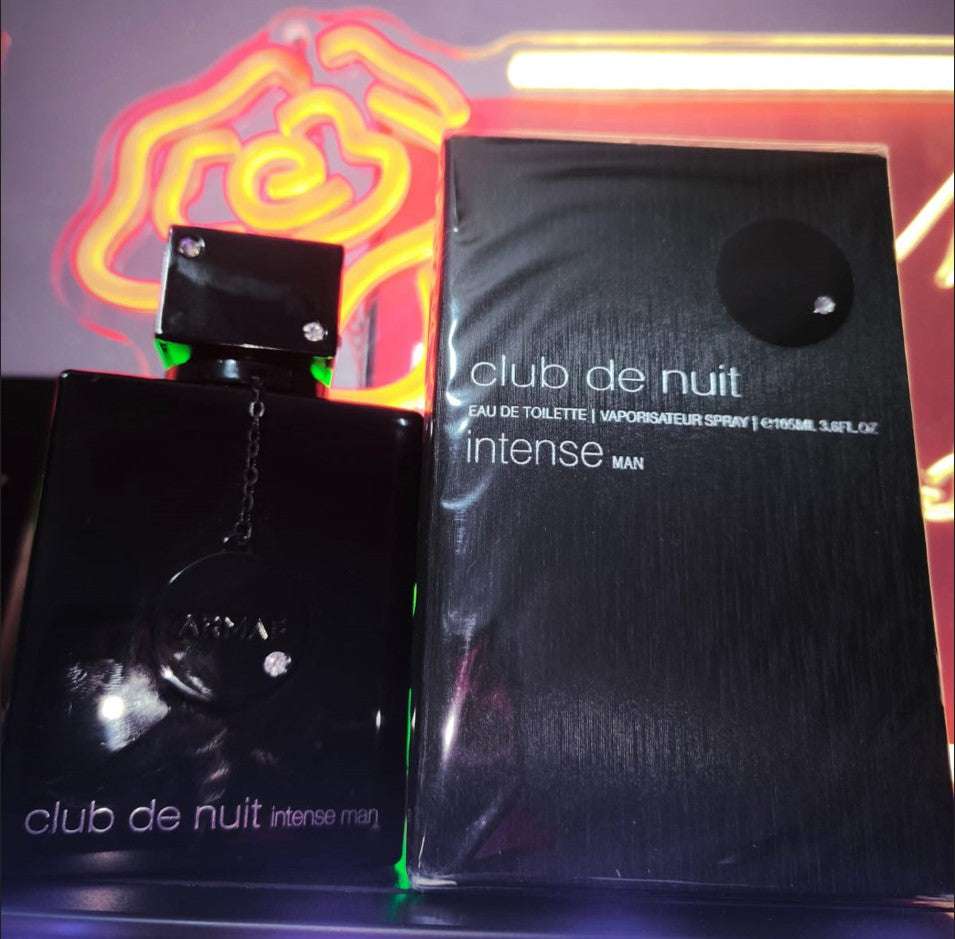 club de nuit
EAU DE TOILETTE | VAPORISATEUR SPRAY | ℮105ML 3.6FL.OZ
intense MAN
ARMAF
club de nuit intense man